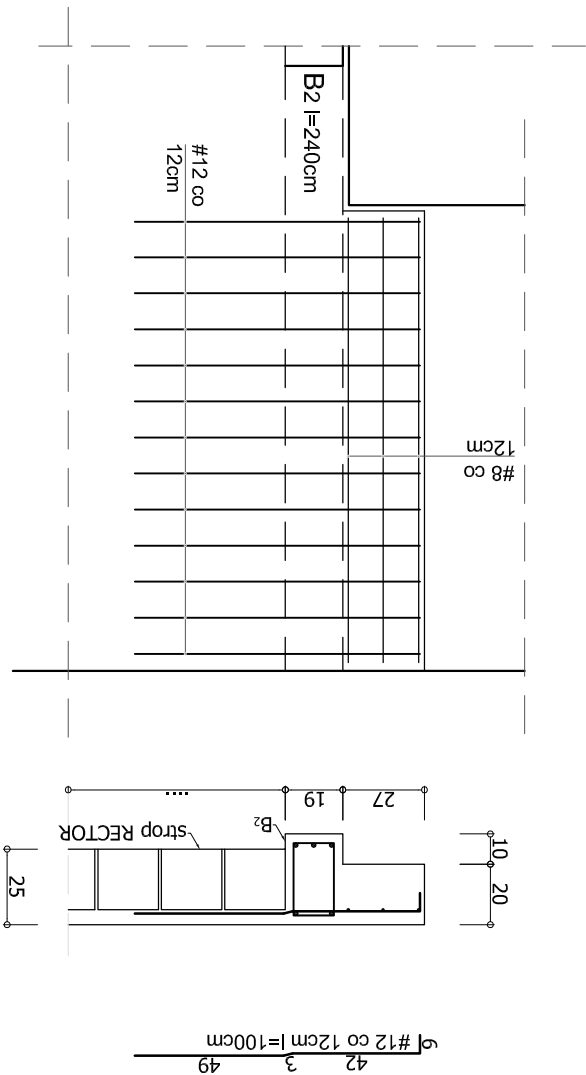 B2 l=240cm
#12 co
12cm
#8 co
12cm
....
19
27
B2
strop RECTOR
25
10
20
#12 co 12cm l=100cm
6
49
3
42